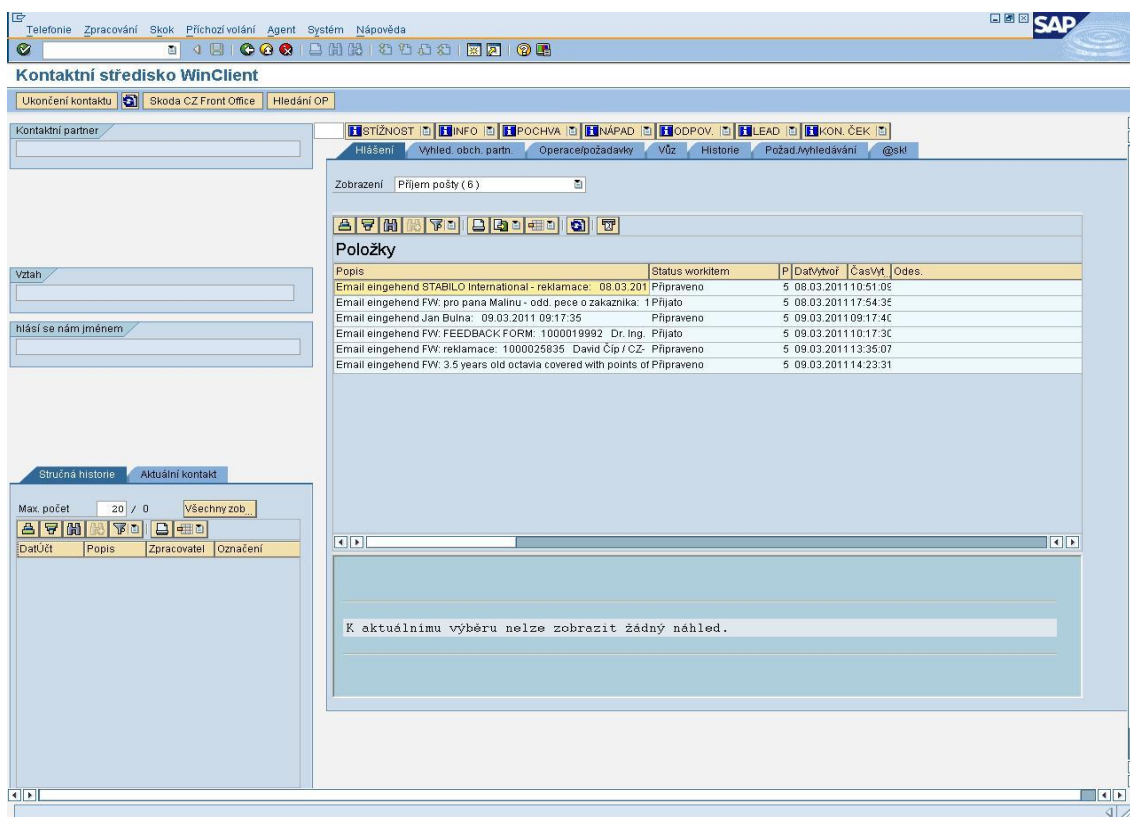 Telefonie Zpracování Skok Příchozí volání Agent Systém Nápověda
SAP
Kontaktní středisko WinClient
Ukončení kontaktu Skoda CZ Front Office Hledání OP
Kontaktní partner
STÍŽNOST INFO POCHVA NÁPAD ODPOV. LEAD KON. ČEK
Hlášení Vyhled. obch. partn. Operace/požadavky Vůz Historie Požad./vyhledávání @sk!
Zobrazení Příjem pošty ( 6 )
Položky
Popis Status workitem P DatVytvoř ČasVyt Odes.
Email eingehend STABILO International - reklamace: 08.03.201 Připraveno 5 08.03.2011 10:51:09
Email eingehend FW: pro pana Malinu - odd. pece o zakaznika: 1 Přijato 5 08.03.2011 17:54:35
Email eingehend Jan Bulna: 09.03.2011 09:17:35 Připraveno 5 09.03.2011 09:17:40
Email eingehend FW: FEEDBACK FORM: 1000019992 Dr. Ing. Přijato 5 09.03.2011 10:17:30
Email eingehend FW: reklamace: 1000025835 David Číp / CZ- Připraveno 5 09.03.2011 13:35:07
Email eingehend FW: 3.5 years old octavia covered with points of Připraveno 5 09.03.2011 14:23:31
Vztah
hlásí se nám jménem
Stručná historie Aktuální kontakt
Max. počet 20 / 0 Všechny zob...
DatÚčt Popis Zpracovatel Označení
K aktuálnímu výběru nelze zobrazit žádný náhled.